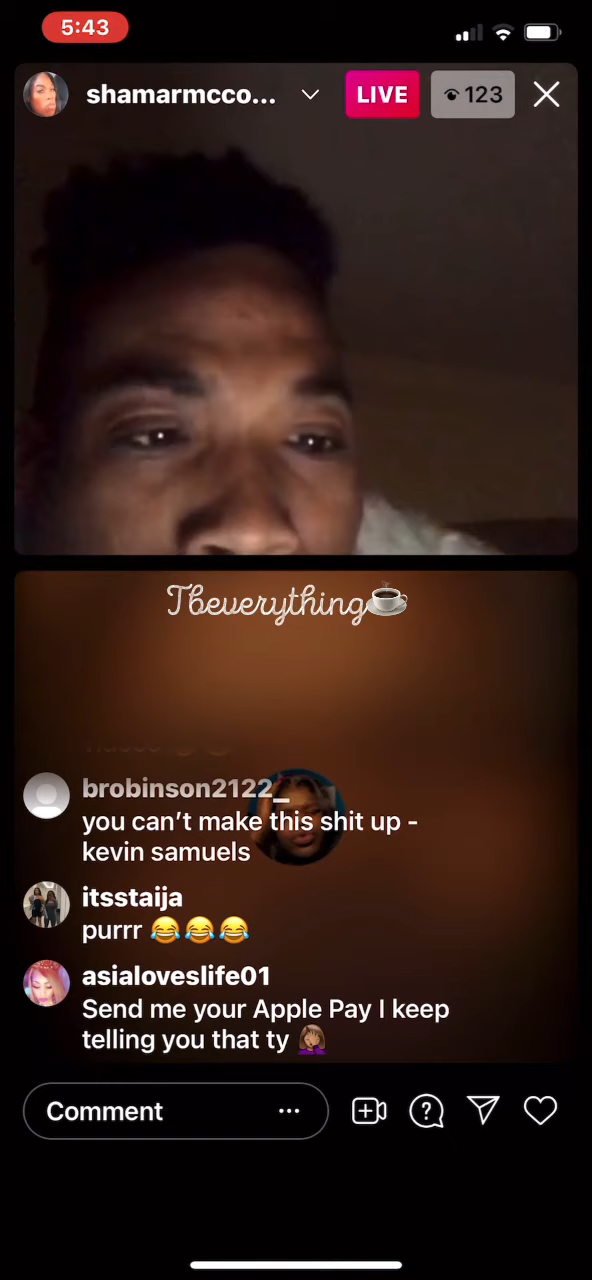 5:43
shamarmcco...
LIVE
123
Tbeverything
brobinson2122_
you can't make this shit up -
kevin samuels
itsstaija
purrr 😂😂😂
asialoveslife01
Send me your Apple Pay I keep
telling you that ty 🤦🏽‍♀️
Comment